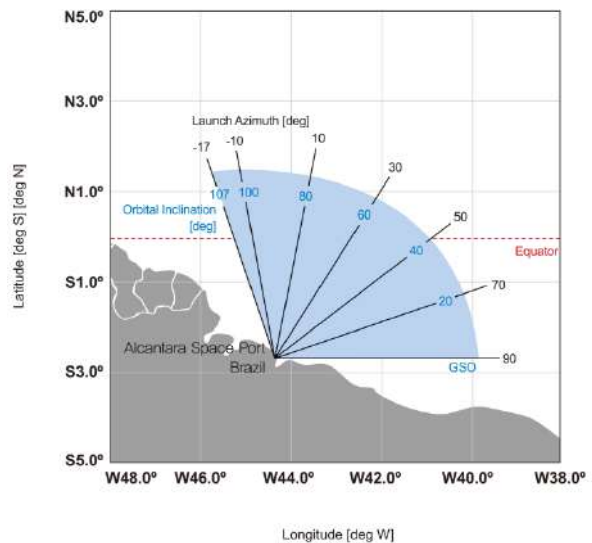 N5.0º
N3.0º
Launch Azimuth [deg]
-17
-10
10
30
N1.0º
107
100
80
60
50
Orbital Inclination
[deg]
40
Equator
S1.0º
70
20
Alcantara Space Port
Brazil
90
GSO
S3.0º
S5.0º
W48.0º
W46.0º
W44.0º
W42.0º
W40.0º
W38.0º
Latitude [deg S] [deg N]
Longitude [deg W]